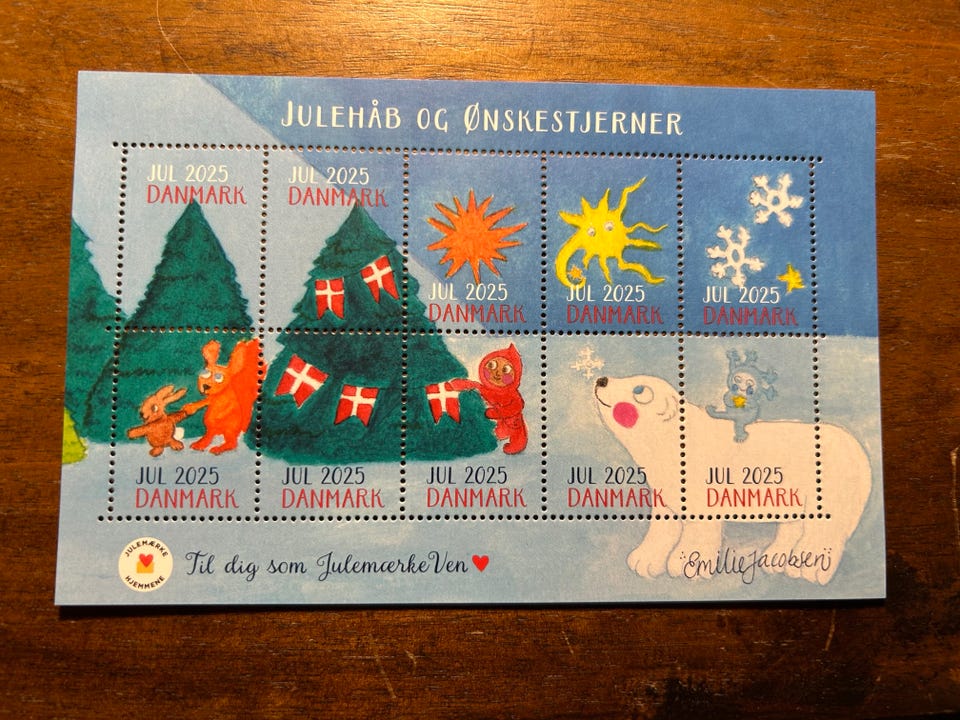 JULEHÅB OG ØNSKESTJERNER
JUL 2025
DANMARK
JUL 2025
DANMARK
JUL 2025
DANMARK
JUL 2025
DANMARK
JUL 2025
DANMARK
JUL 2025
DANMARK
JUL 2025
DANMARK
JUL 2025
DANMARK
JUL 2025
DANMARK
JUL 2025
DANMARK
JULEMÆRKE
HJEMMENE
Til dig som JulemærkeVen
Emilie Jacobsen